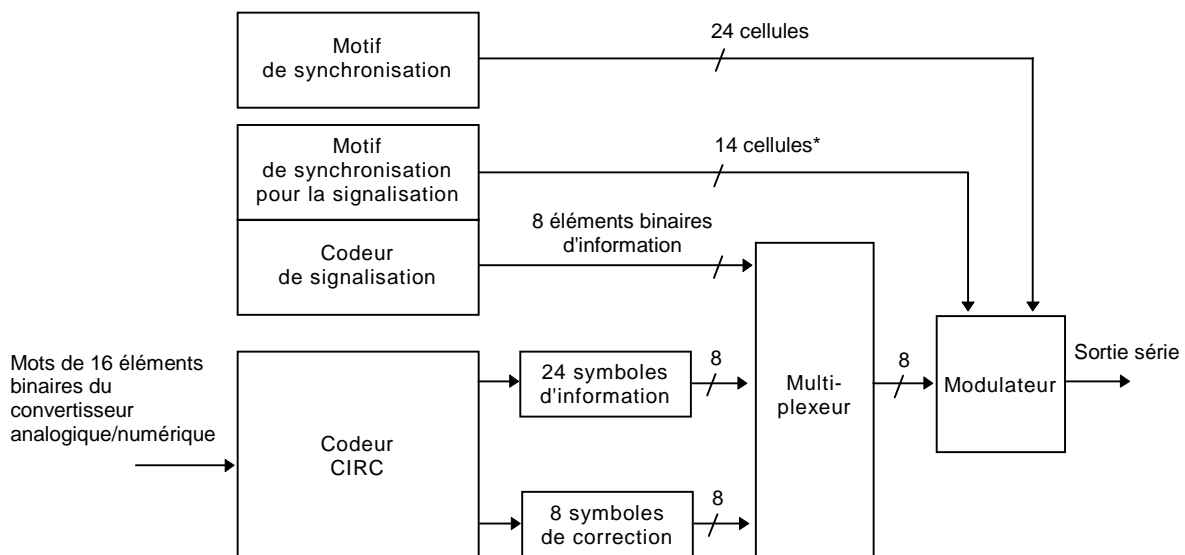 Motif
de synchronisation
24 cellules
Motif
de synchronisation
pour la signalisation
14 cellules*
Codeur
de signalisation
8 éléments binaires
d'information
Mots de 16 éléments
binaires du
convertisseur
analogique/numérique
Codeur
CIRC
24 symboles
d'information
8
8 symboles
de correction
8
Multi-
plexeur
8
Modulateur
Sortie série